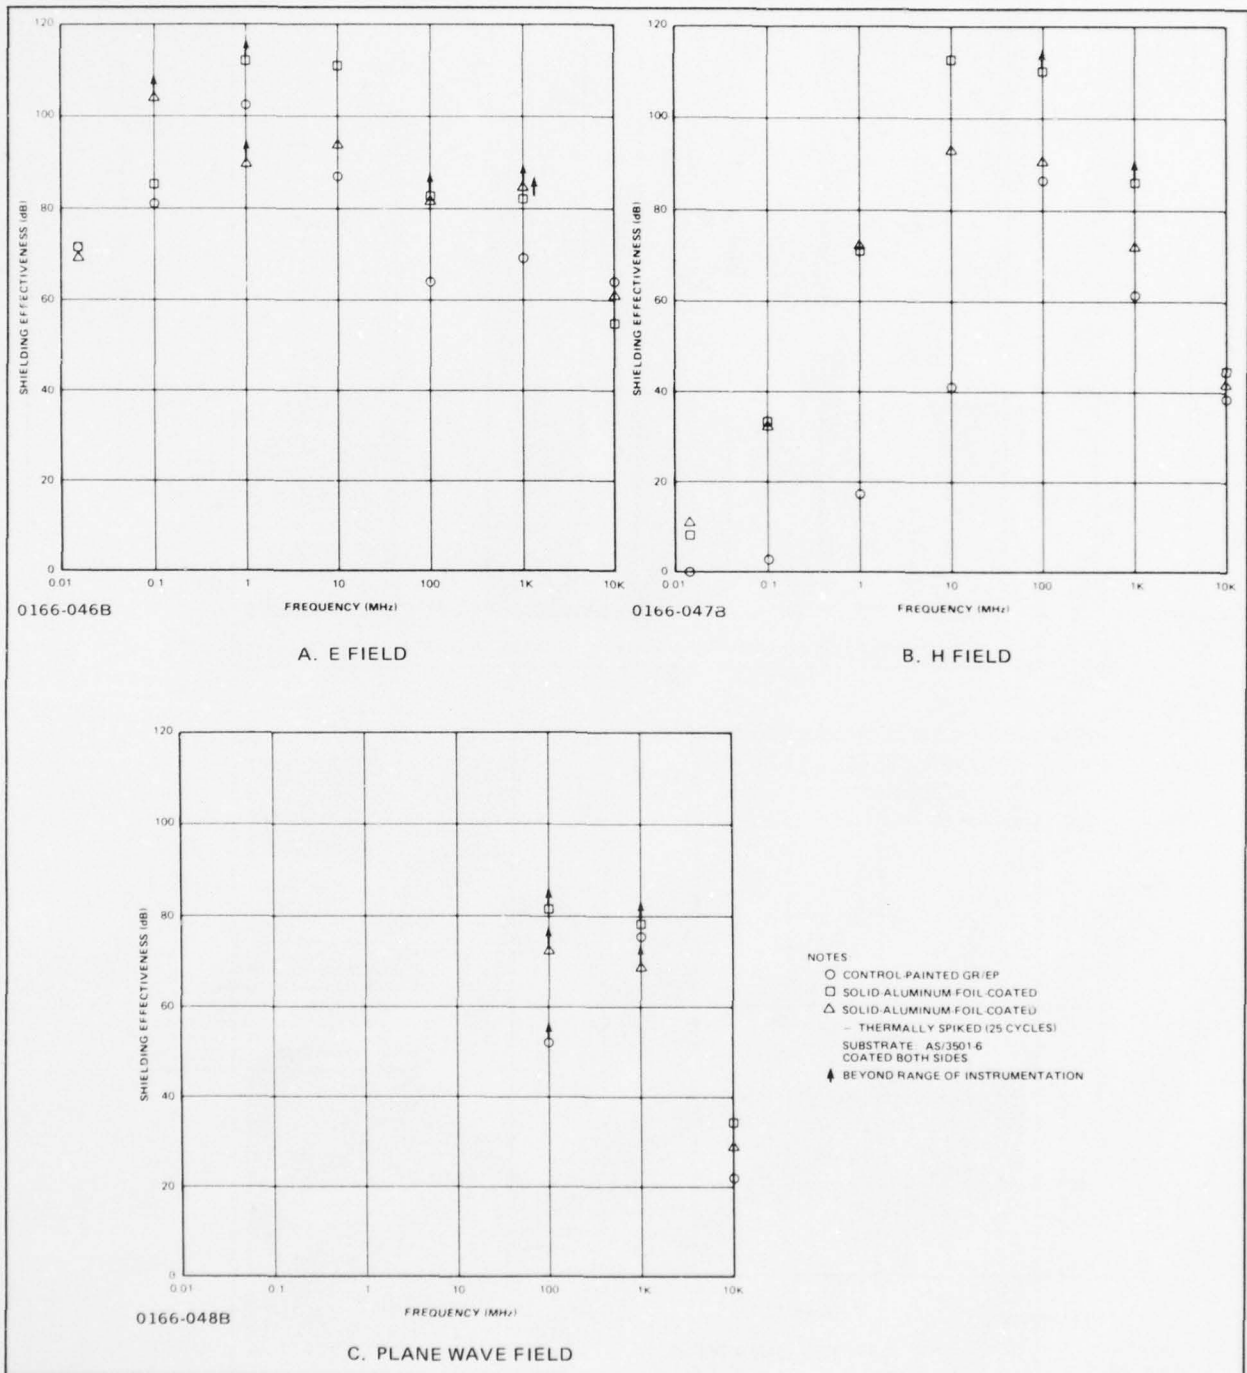 120
100
80
60
40
20
0
SHIELDING EFFECTIVENESS (dB)
0.01 0.1 1 10 100 1K 10K
FREQUENCY (MHz)
0166-046B
A. E FIELD
120
100
80
60
40
20
0
SHIELDING EFFECTIVENESS (dB)
0.01 0.1 1 10 100 1K 10K
FREQUENCY (MHz)
0166-047B
B. H FIELD
120
100
80
60
40
20
0
SHIELDING EFFECTIVENESS (dB)
0.01 0.1 1 10 100 1K 10K
FREQUENCY (MHz)
0166-048B
C. PLANE WAVE FIELD
NOTES
○ CONTROL-PAINTED GR/EP
□ SOLID-ALUMINUM-FOIL-COATED
△ SOLID-ALUMINUM-FOIL-COATED
– THERMALLY SPIKED (25 CYCLES)
SUBSTRATE: AS/3501-6
COATED BOTH SIDES
↑ BEYOND RANGE OF INSTRUMENTATION